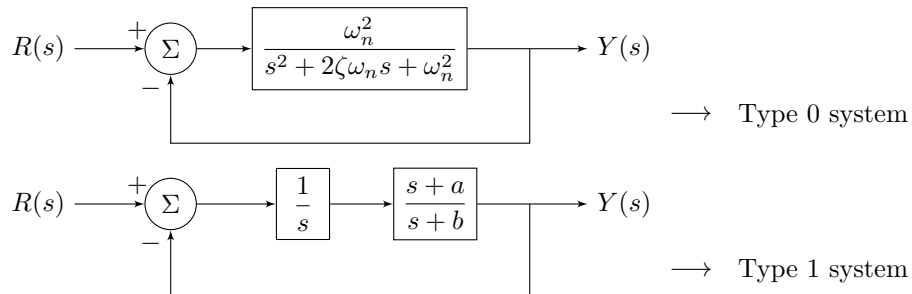 R(s) + Σ − ω_n^2 / (s^2 + 2ζω_n s + ω_n^2) Y(s)
→ Type 0 system
R(s) + Σ − 1/s (s + a)/(s + b) Y(s)
→ Type 1 system